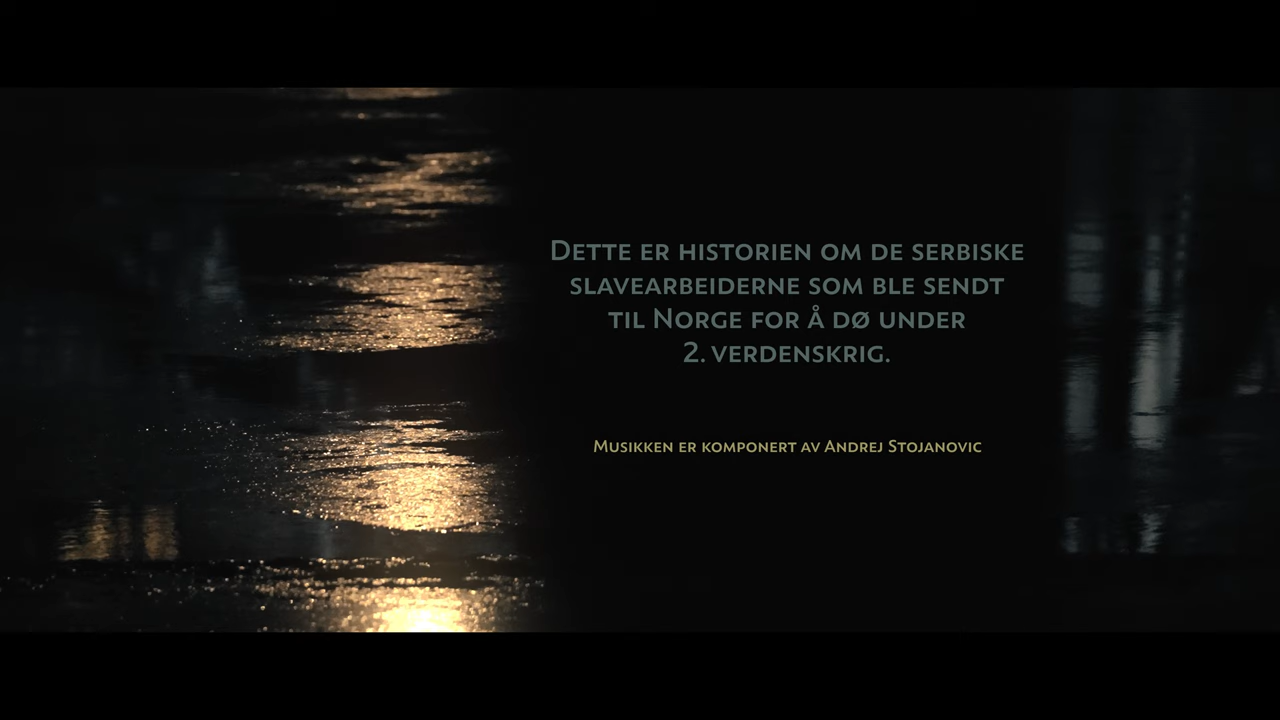 Dette er historien om de serbiske
slavearbeiderne som ble sendt
til Norge for å dø under
2. verdenskrig.
Musikken er komponert av Andrej Stojanovic